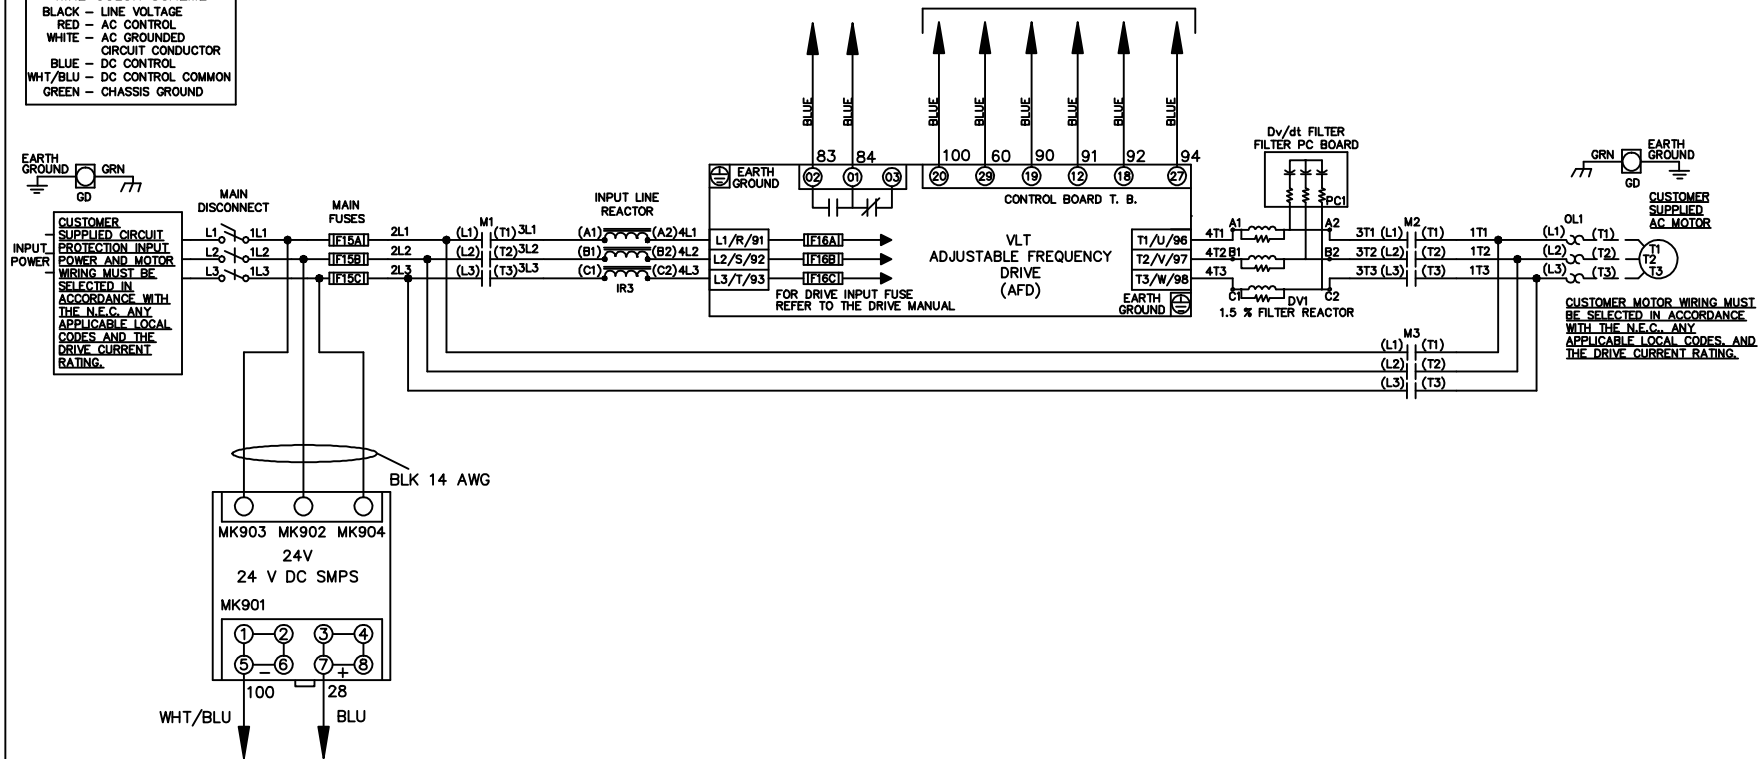 BLACK – LINE VOLTAGE
RED – AC CONTROL
WHITE – AC GROUNDED
CIRCUIT CONDUCTOR
BLUE – DC CONTROL
WHT/BLU – DC CONTROL COMMON
GREEN – CHASSIS GROUND
BLUE
BLUE
BLUE
BLUE
BLUE
BLUE
BLUE
BLUE
83 84
100 60 90 91 92 94
02 01 03
20 29 19 12 18 27
EARTH
GROUND
GRN
GD
EARTH
GROUND
CONTROL BOARD T. B.
Dv/dt FILTER
FILTER PC BOARD
PC1
GRN
EARTH
GROUND
GD
CUSTOMER
SUPPLIED
AC MOTOR
INPUT
POWER
CUSTOMER
SUPPLIED CIRCUIT
PROTECTION INPUT
POWER AND MOTOR
WIRING MUST BE
SELECTED IN
ACCORDANCE WITH
THE N.E.C. ANY
APPLICABLE LOCAL
CODES AND THE
DRIVE CURRENT
RATING.
MAIN
DISCONNECT
MAIN
FUSES
INPUT LINE
REACTOR
M1
L1 1L1 F15A 2L1 (L1) (T1) 3L1 (A1) (A2) 4L1 L1/R/91 F16A
L2 1L2 F15B 2L2 (L2) (T2) 3L2 (B1) (B2) 4L2 L2/S/92 F16B
L3 1L3 F15C 2L3 (L3) (T3) 3L3 (C1) (C2) 4L3 L3/T/93 F16C
IR3
FOR DRIVE INPUT FUSE
REFER TO THE DRIVE MANUAL
VLT
ADJUSTABLE FREQUENCY
DRIVE
(AFD)
EARTH
GROUND
M2
OL1
T1/U/96 4T1 A1 A2 3T1 (L1) (T1) 1T1 (L1) (T1) T1
T2/V/97 4T2 B1 B2 3T2 (L2) (T2) 1T2 (L2) (T2) T2
T3/W/98 4T3 C1 C2 3T3 (L3) (T3) 1T3 (L3) (T3) T3
DV1
1.5 % FILTER REACTOR
CUSTOMER MOTOR WIRING MUST
BE SELECTED IN ACCORDANCE
WITH THE N.E.C., ANY
APPLICABLE LOCAL CODES, AND
THE DRIVE CURRENT RATING.
M3
(L1) (T1)
(L2) (T2)
(L3) (T3)
BLK 14 AWG
MK903 MK902 MK904
24V
24 V DC SMPS
MK901
1 2 3 4
5 6 7 8
– +
100 28
WHT/BLU BLU